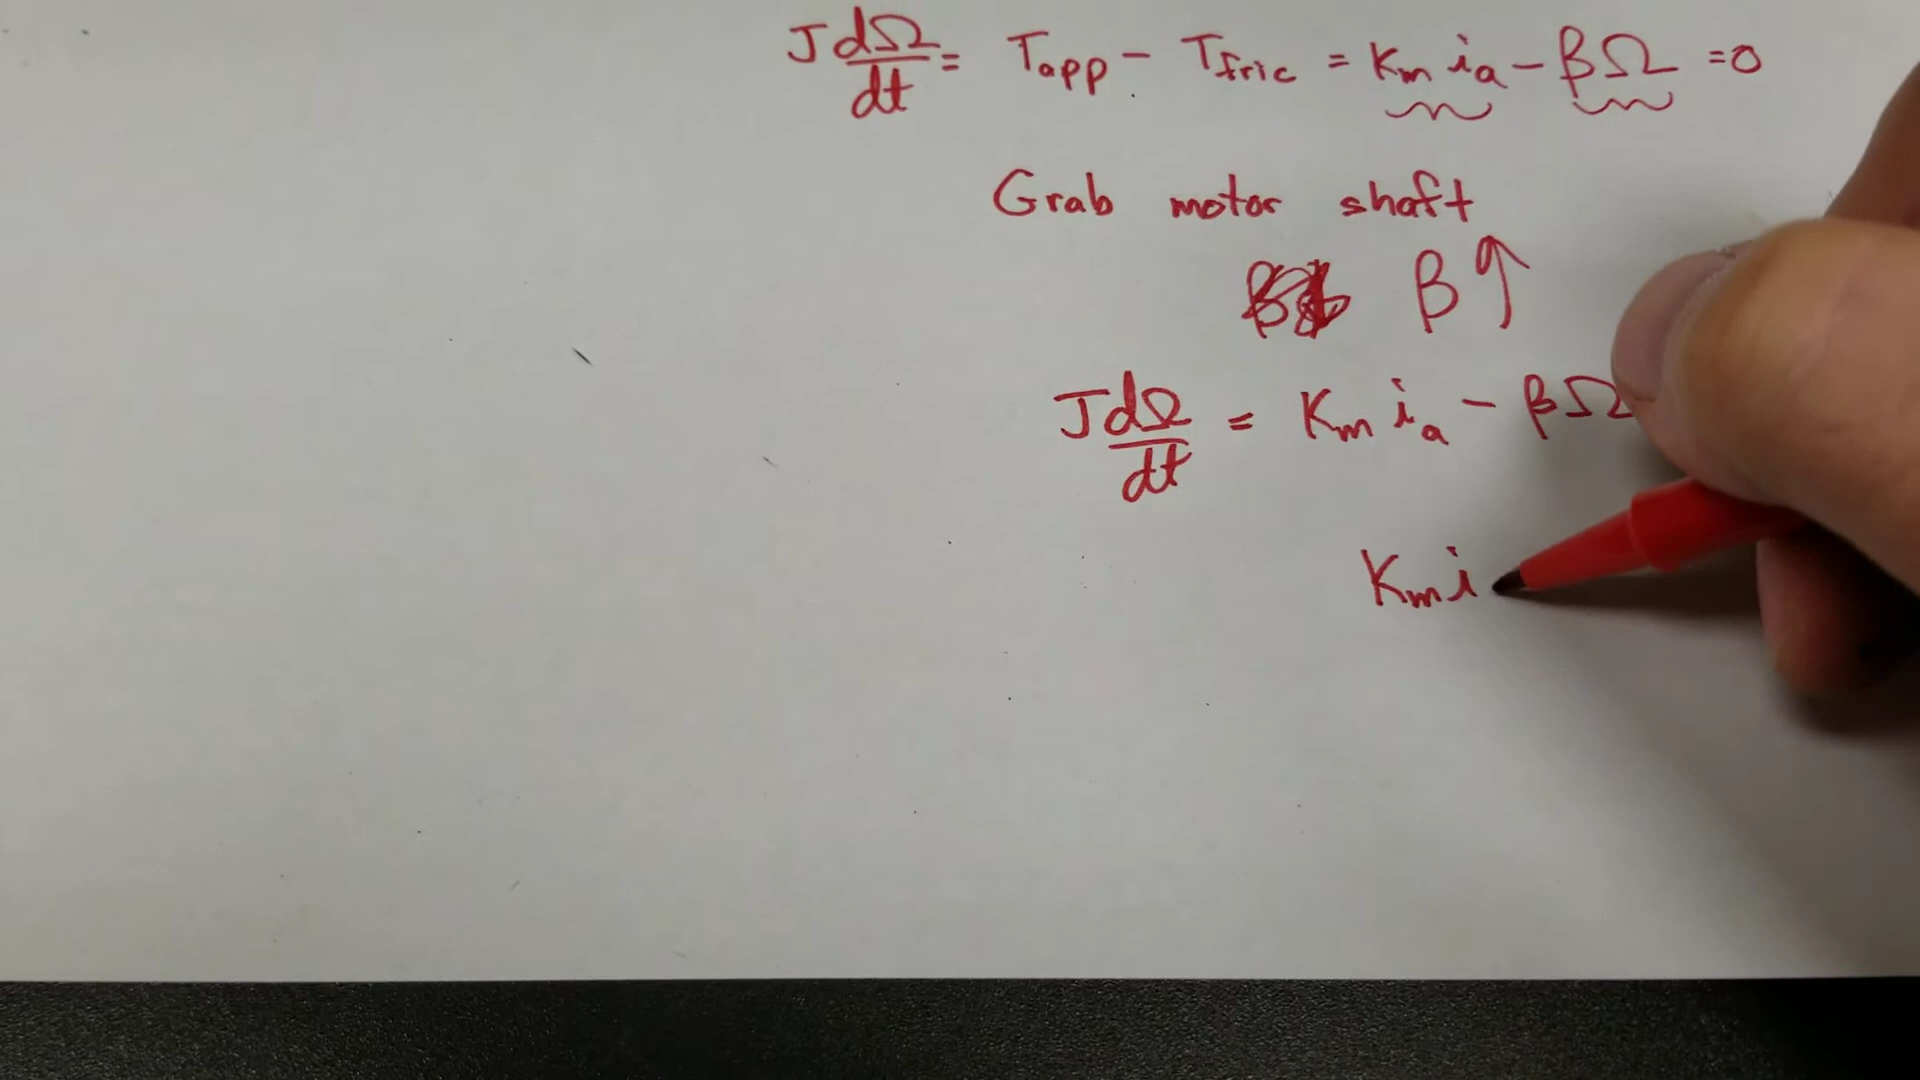 J dΩ/dt = Tapp - Tfric = Km ia - βΩ = 0
Grab motor shaft
β↑
J dΩ/dt = Km ia - βΩ
Km i